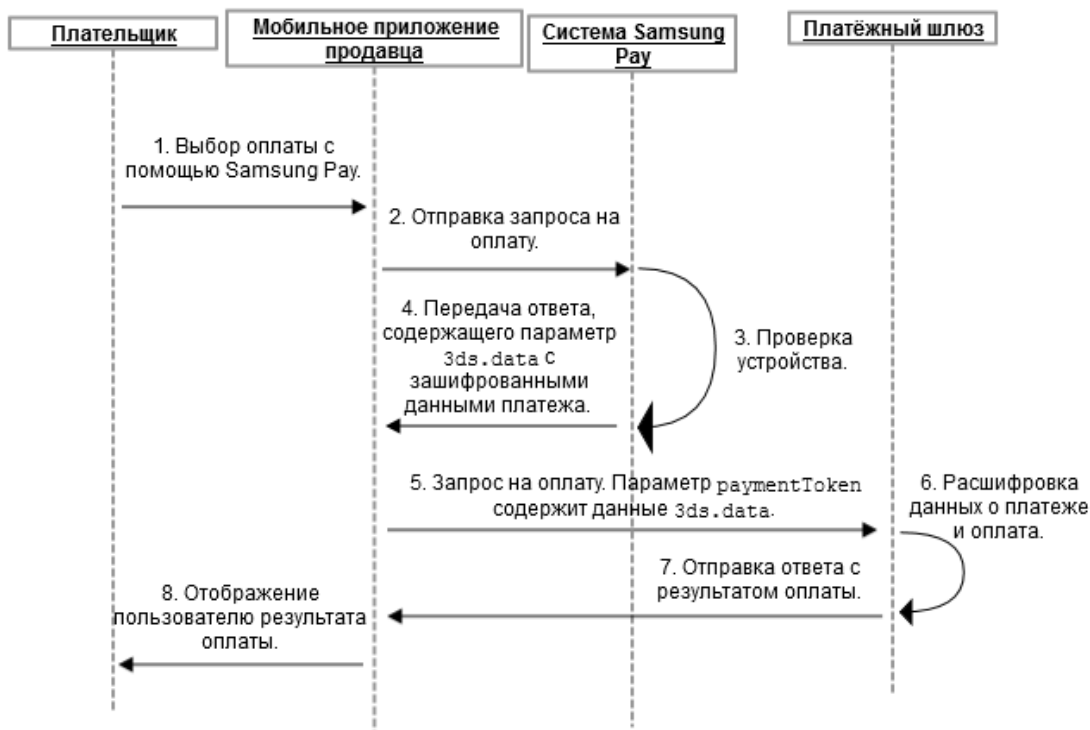 Плательщик
Мобильное приложение
продавца
Система Samsung
Pay
Платёжный шлюз
1. Выбор оплаты с
помощью Samsung Pay.
2. Отправка запроса на
оплату.
3. Проверка
устройства.
4. Передача ответа,
содержащего параметр
3ds.data с
зашифрованными
данными платежа.
5. Запрос на оплату. Параметр paymentToken
содержит данные 3ds.data.
6. Расшифровка
данных о платеже
и оплата.
7. Отправка ответа с
результатом оплаты.
8. Отображение
пользователю результата
оплаты.